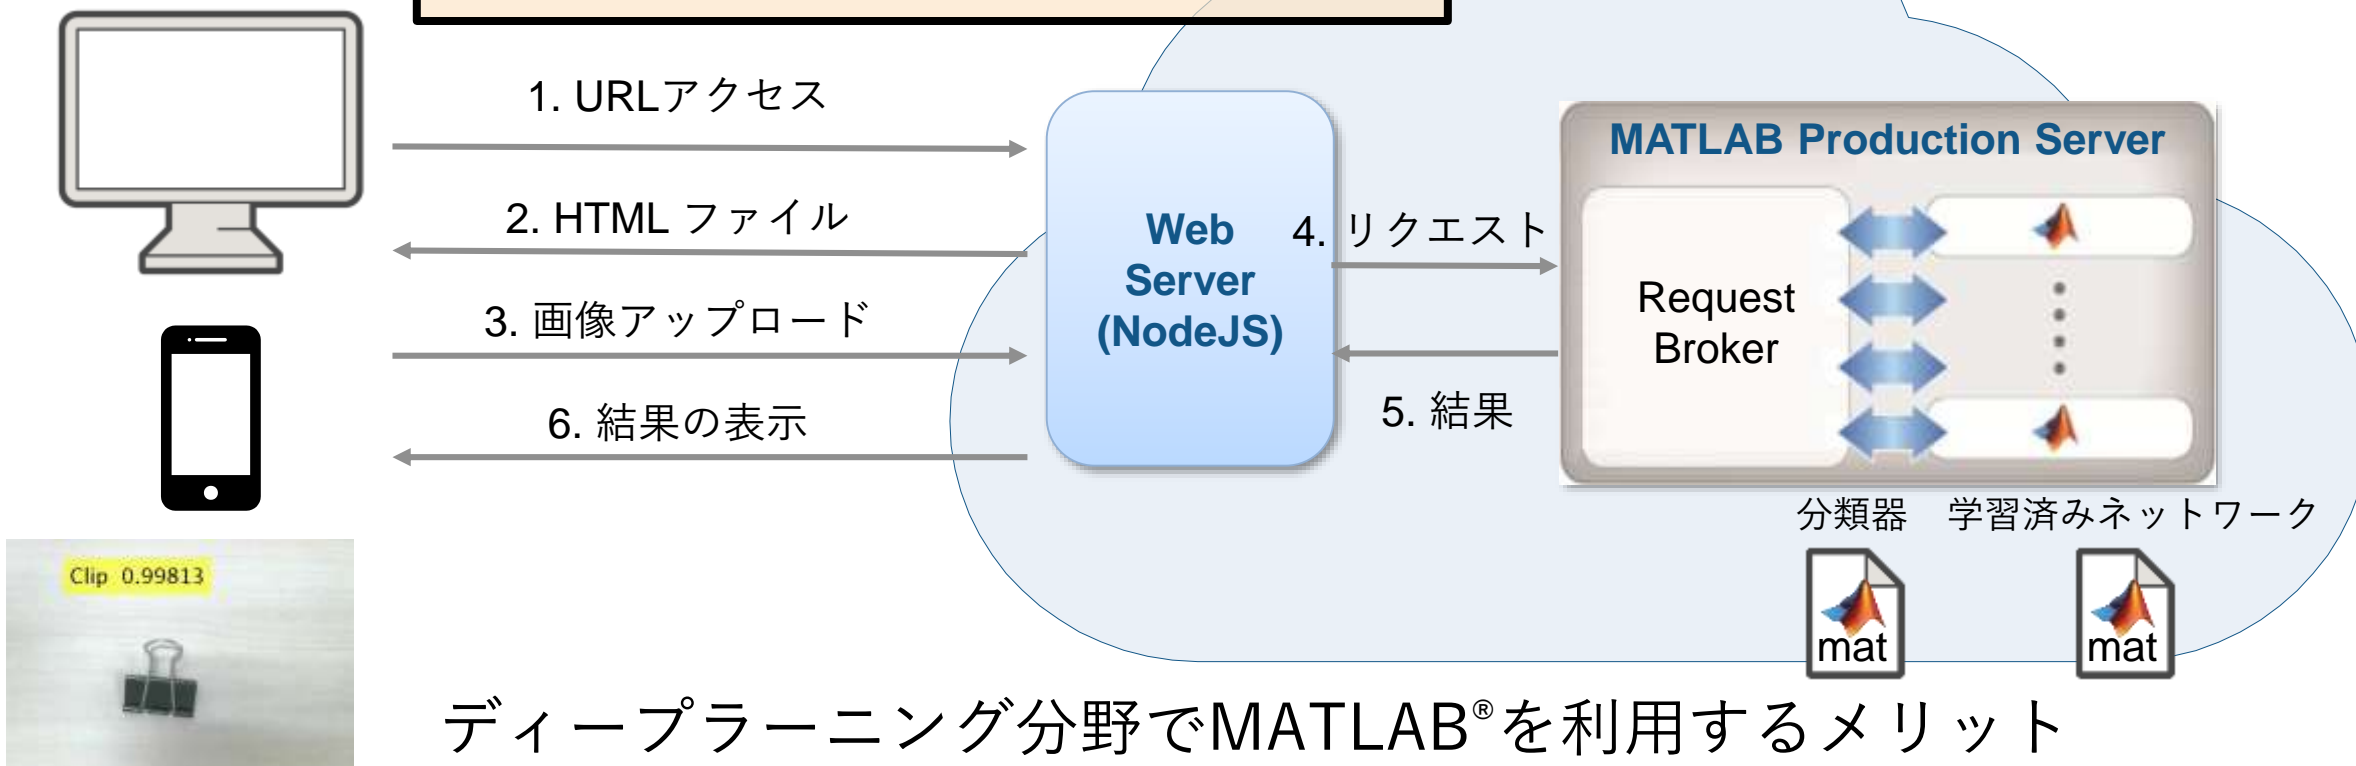 1. URLアクセス
2. HTML ファイル
3. 画像アップロード
6. 結果の表示
Web
Server
(NodeJS)
4. リクエスト
5. 結果
MATLAB Production Server
Request
Broker
分類器 学習済みネットワーク
mat mat
Clip 0.99813
ディープラーニング分野でMATLAB®を利用するメリット